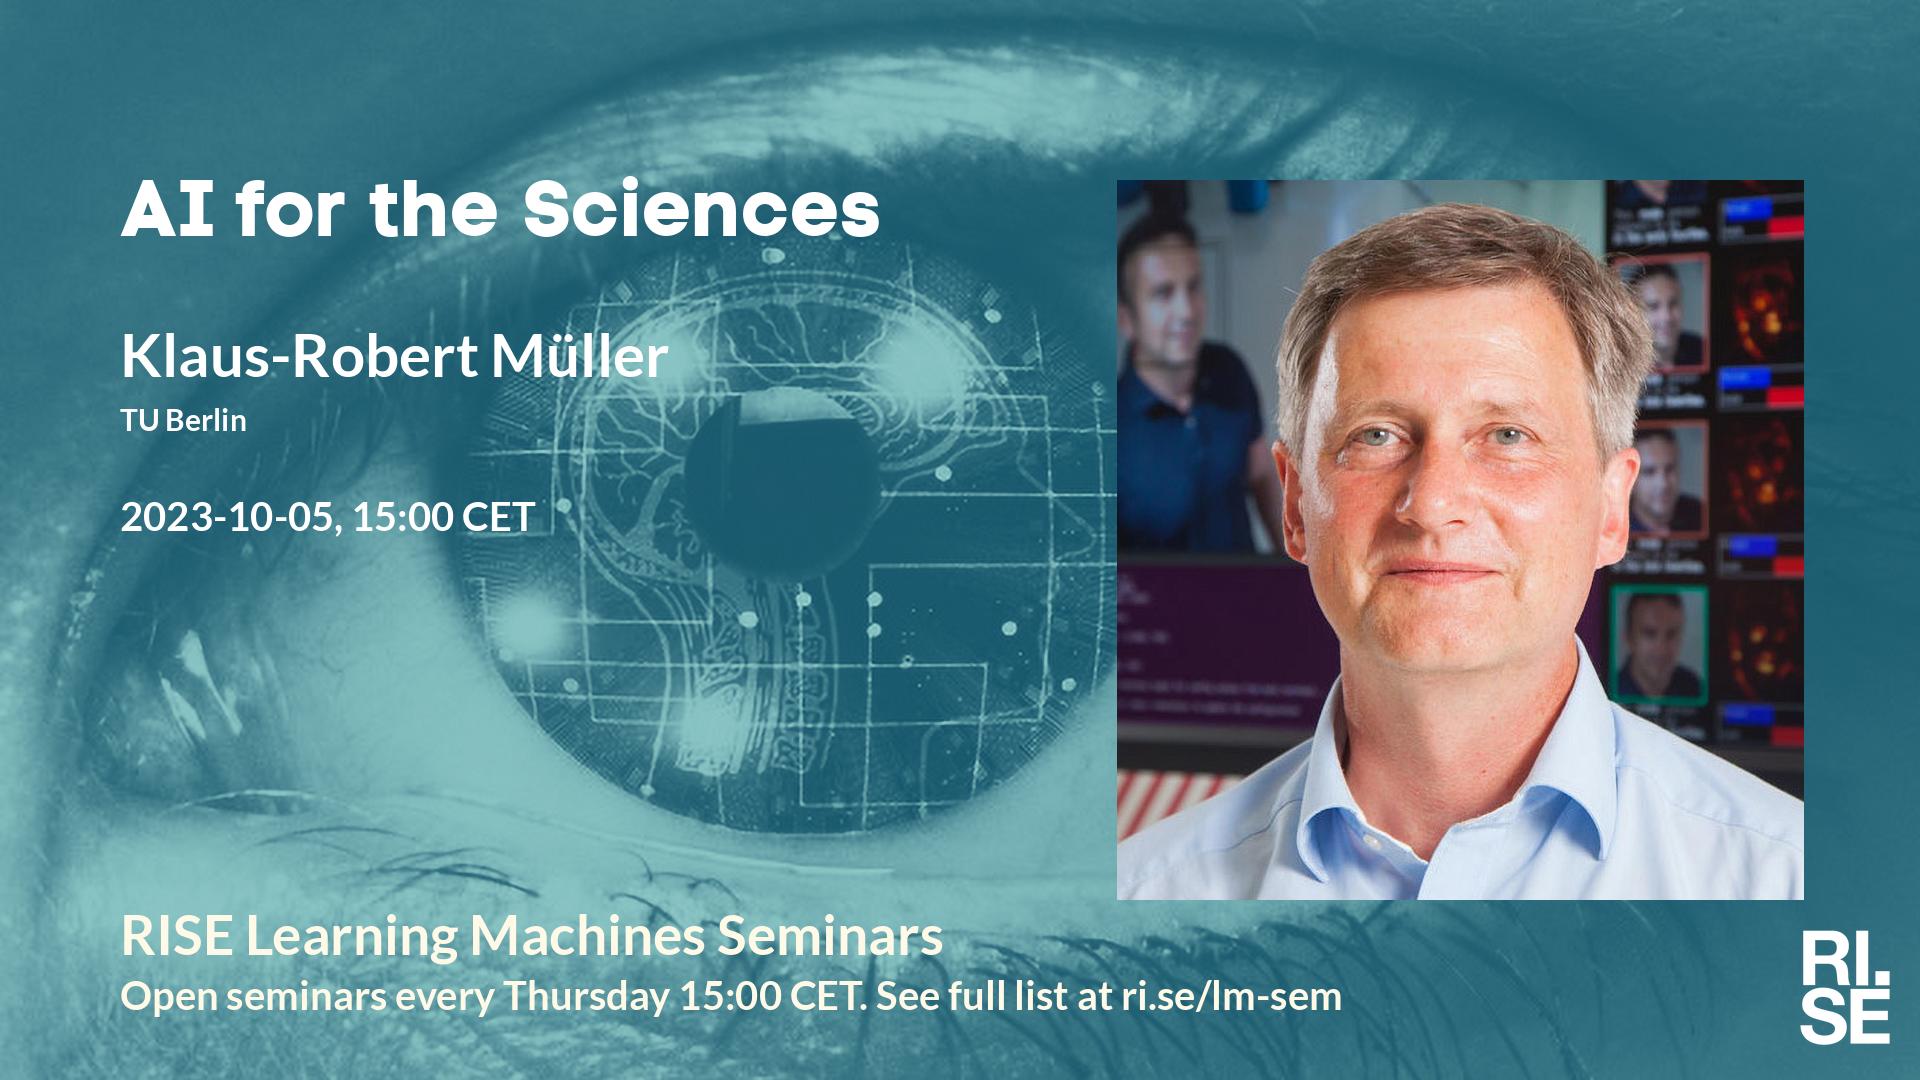 AI for the Sciences
Klaus-Robert Müller
TU Berlin
2023-10-05, 15:00 CET
RISE Learning Machines Seminars
Open seminars every Thursday 15:00 CET. See full list at ri.se/lm-sem
RI.
SE